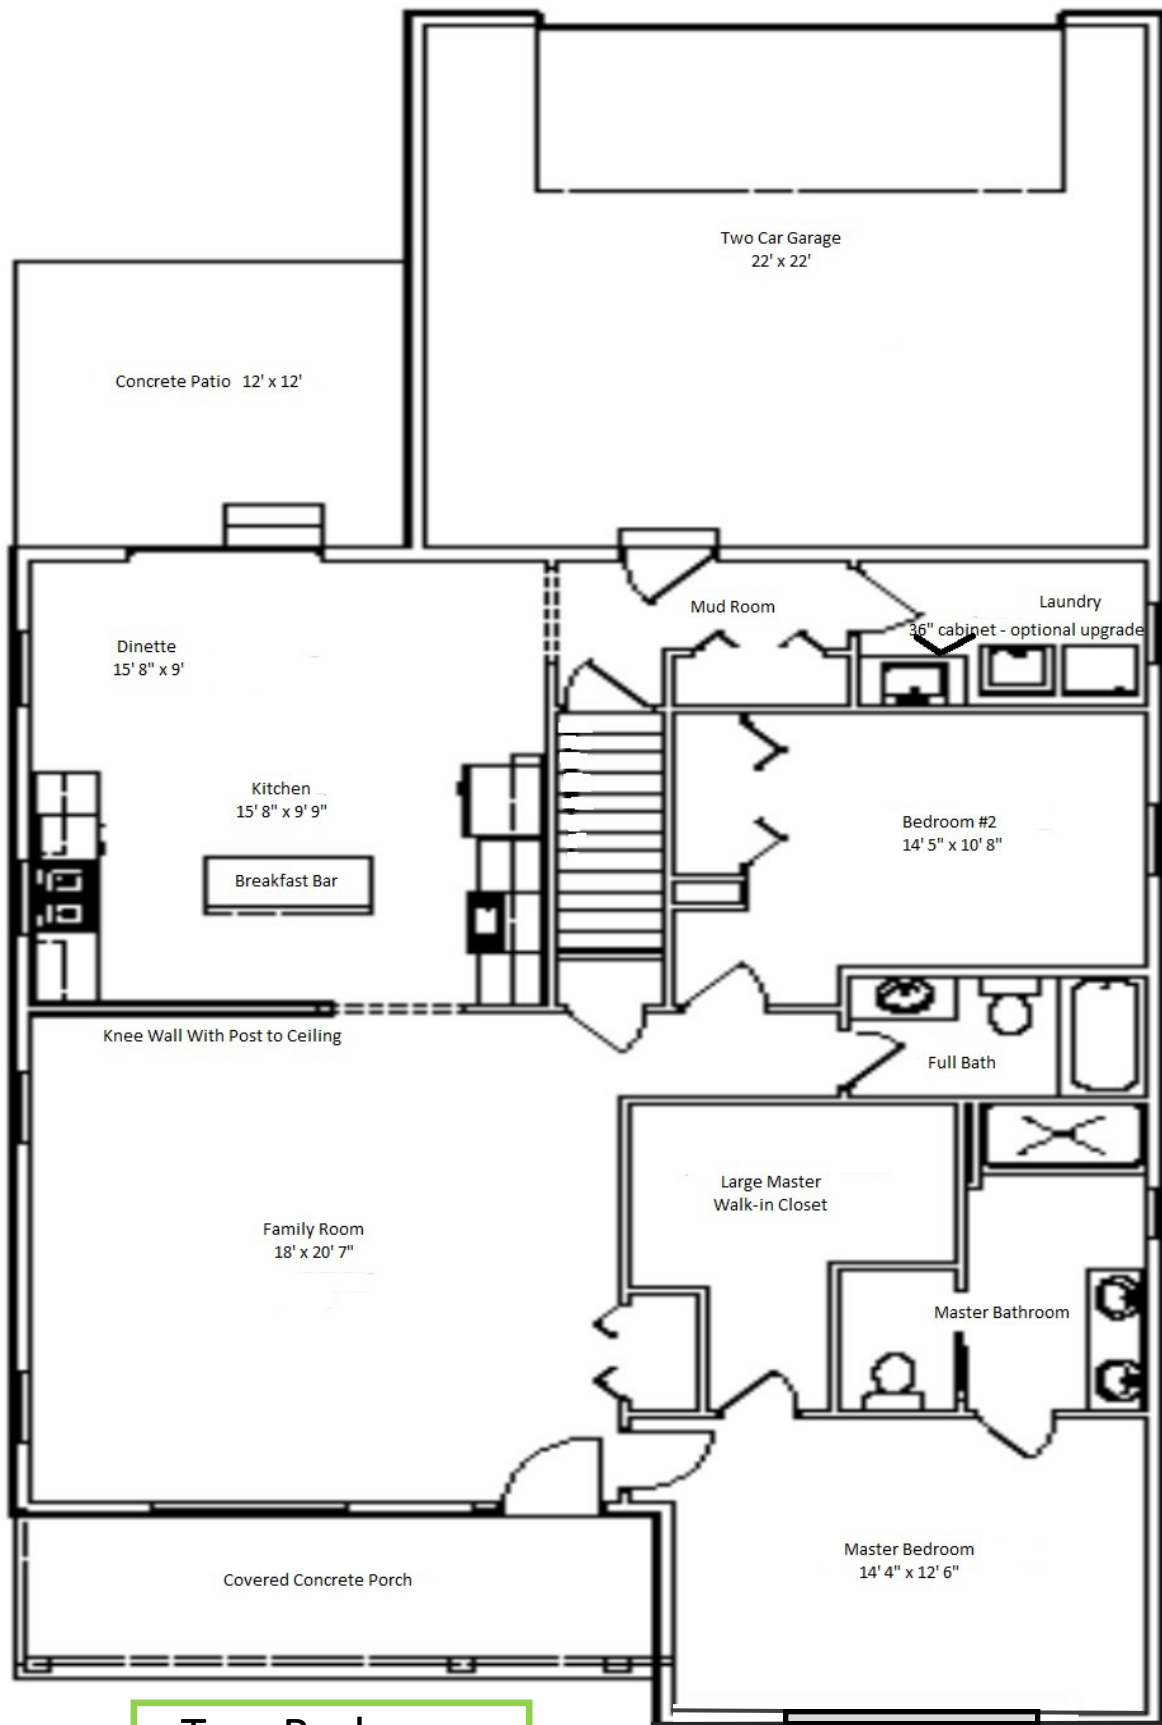 Two Car Garage
22' x 22'
Concrete Patio 12' x 12'
Mud Room
Laundry
36" cabinet - optional upgrade
Dinette
15' 8" x 9'
Kitchen
15' 8" x 9' 9"
Breakfast Bar
Bedroom #2
14' 5" x 10' 8"
Knee Wall With Post to Ceiling
Full Bath
Large Master
Walk-in Closet
Family Room
18' x 20' 7"
Master Bathroom
Master Bedroom
14' 4" x 12' 6"
Covered Concrete Porch